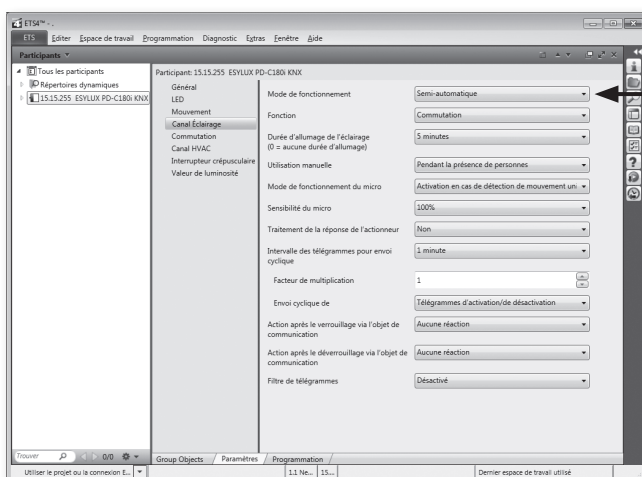 ETS4™ - .
ETS Editer Espace de travail Programmation Diagnostic Extras Fenêtre Aide
Participants
Tous les participants
Répertoires dynamiques
15.15.255 ESYLUX PD-C180i KNX
Participant: 15.15.255 ESYLUX PD-C180i KNX
Général
LED
Mouvement
Canal Éclairage
Commutation
Canal HVAC
Interrupteur crépusculaire
Valeur de luminosité
Mode de fonctionnement Semi-automatique
Fonction Commutation
Durée d'allumage de l'éclairage 5 minutes
(0 = aucune durée d'allumage)
Utilisation manuelle Pendant la présence de personnes
Mode de fonctionnement du micro Activation en cas de détection de mouvement uni
Sensibilité du micro 100%
Traitement de la réponse de l'actionneur Non
Intervalle des télégrammes pour envoi 1 minute
cyclique
Facteur de multiplication 1
Envoi cyclique de Télégrammes d'activation/de désactivation
Action après le verrouillage via l'objet de Aucune réaction
communication
Action après le déverrouillage via l'objet de Aucune réaction
communication
Filtre de télégrammes Désactivé
Trouver 0/0
Group Objects Paramètres Programmation
Utiliser le projet ou la connexion E... 1.1 Ne... 15.... Dernier espace de travail utilisé